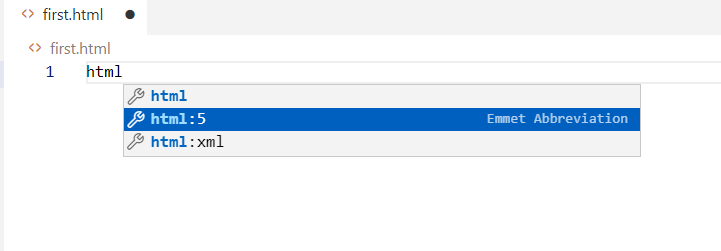 <> first.html ●
<> first.html
1 html
html
html:5 Emmet Abbreviation
html:xml